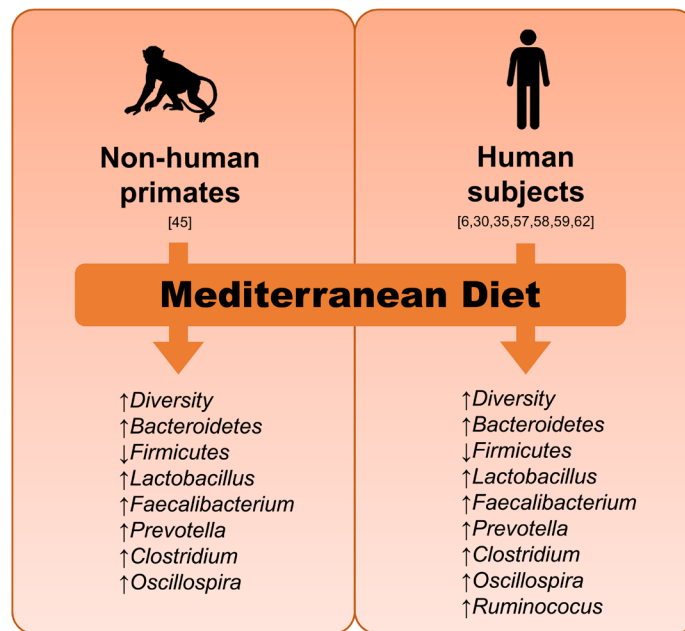 Non-human
primates
[45]
Human
subjects
[6,30,35,57,58,59,62]
Mediterranean Diet
↑Diversity
↑Bacteroidetes
↓Firmicutes
↑Lactobacillus
↑Faecalibacterium
↑Prevotella
↑Clostridium
↑Oscillospira
↑Diversity
↑Bacteroidetes
↓Firmicutes
↑Lactobacillus
↑Faecalibacterium
↑Prevotella
↑Clostridium
↑Oscillospira
↑Ruminococus